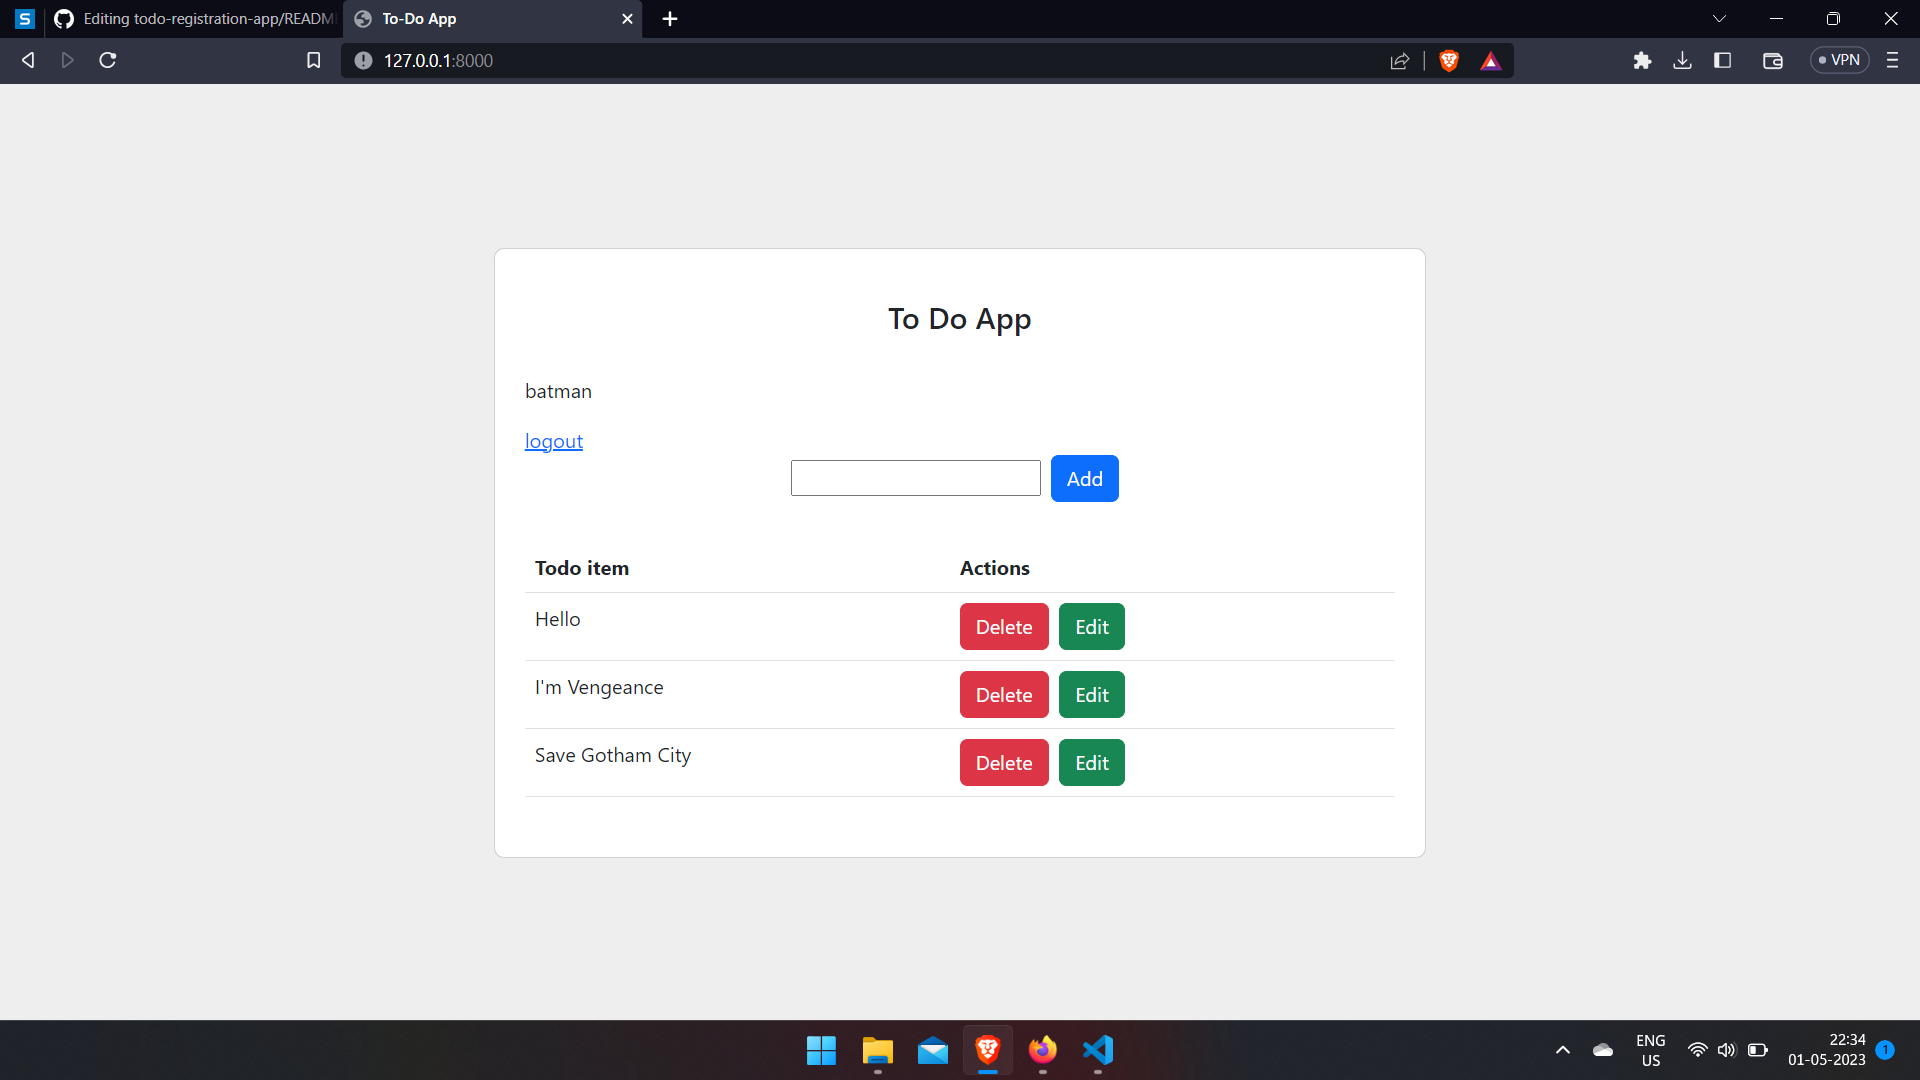 S
Editing todo-registration-app/READM
To-Do App
127.0.0.1:8000
VPN
To Do App
batman
logout
Add
Todo item Actions
Hello Delete Edit
I'm Vengeance Delete Edit
Save Gotham City Delete Edit
ENG
US
22:34
01-05-2023
1